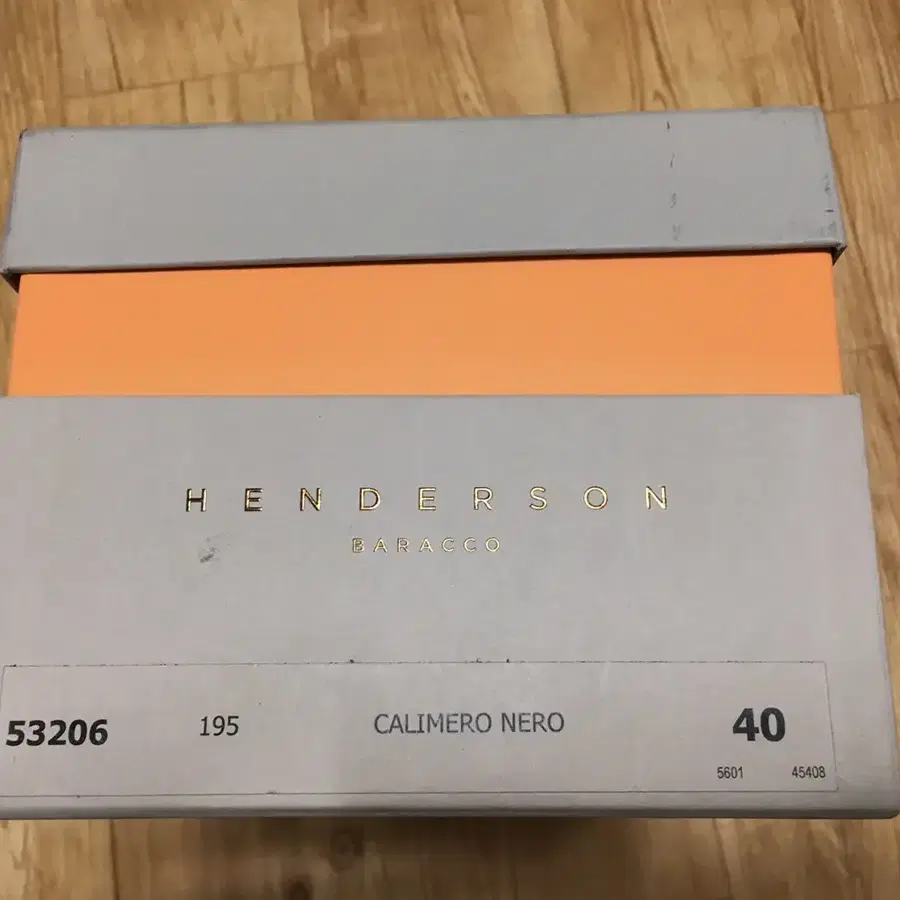 HENDERSON
BARACCO
53206 195 CALIMERO NERO 40
5601 45408